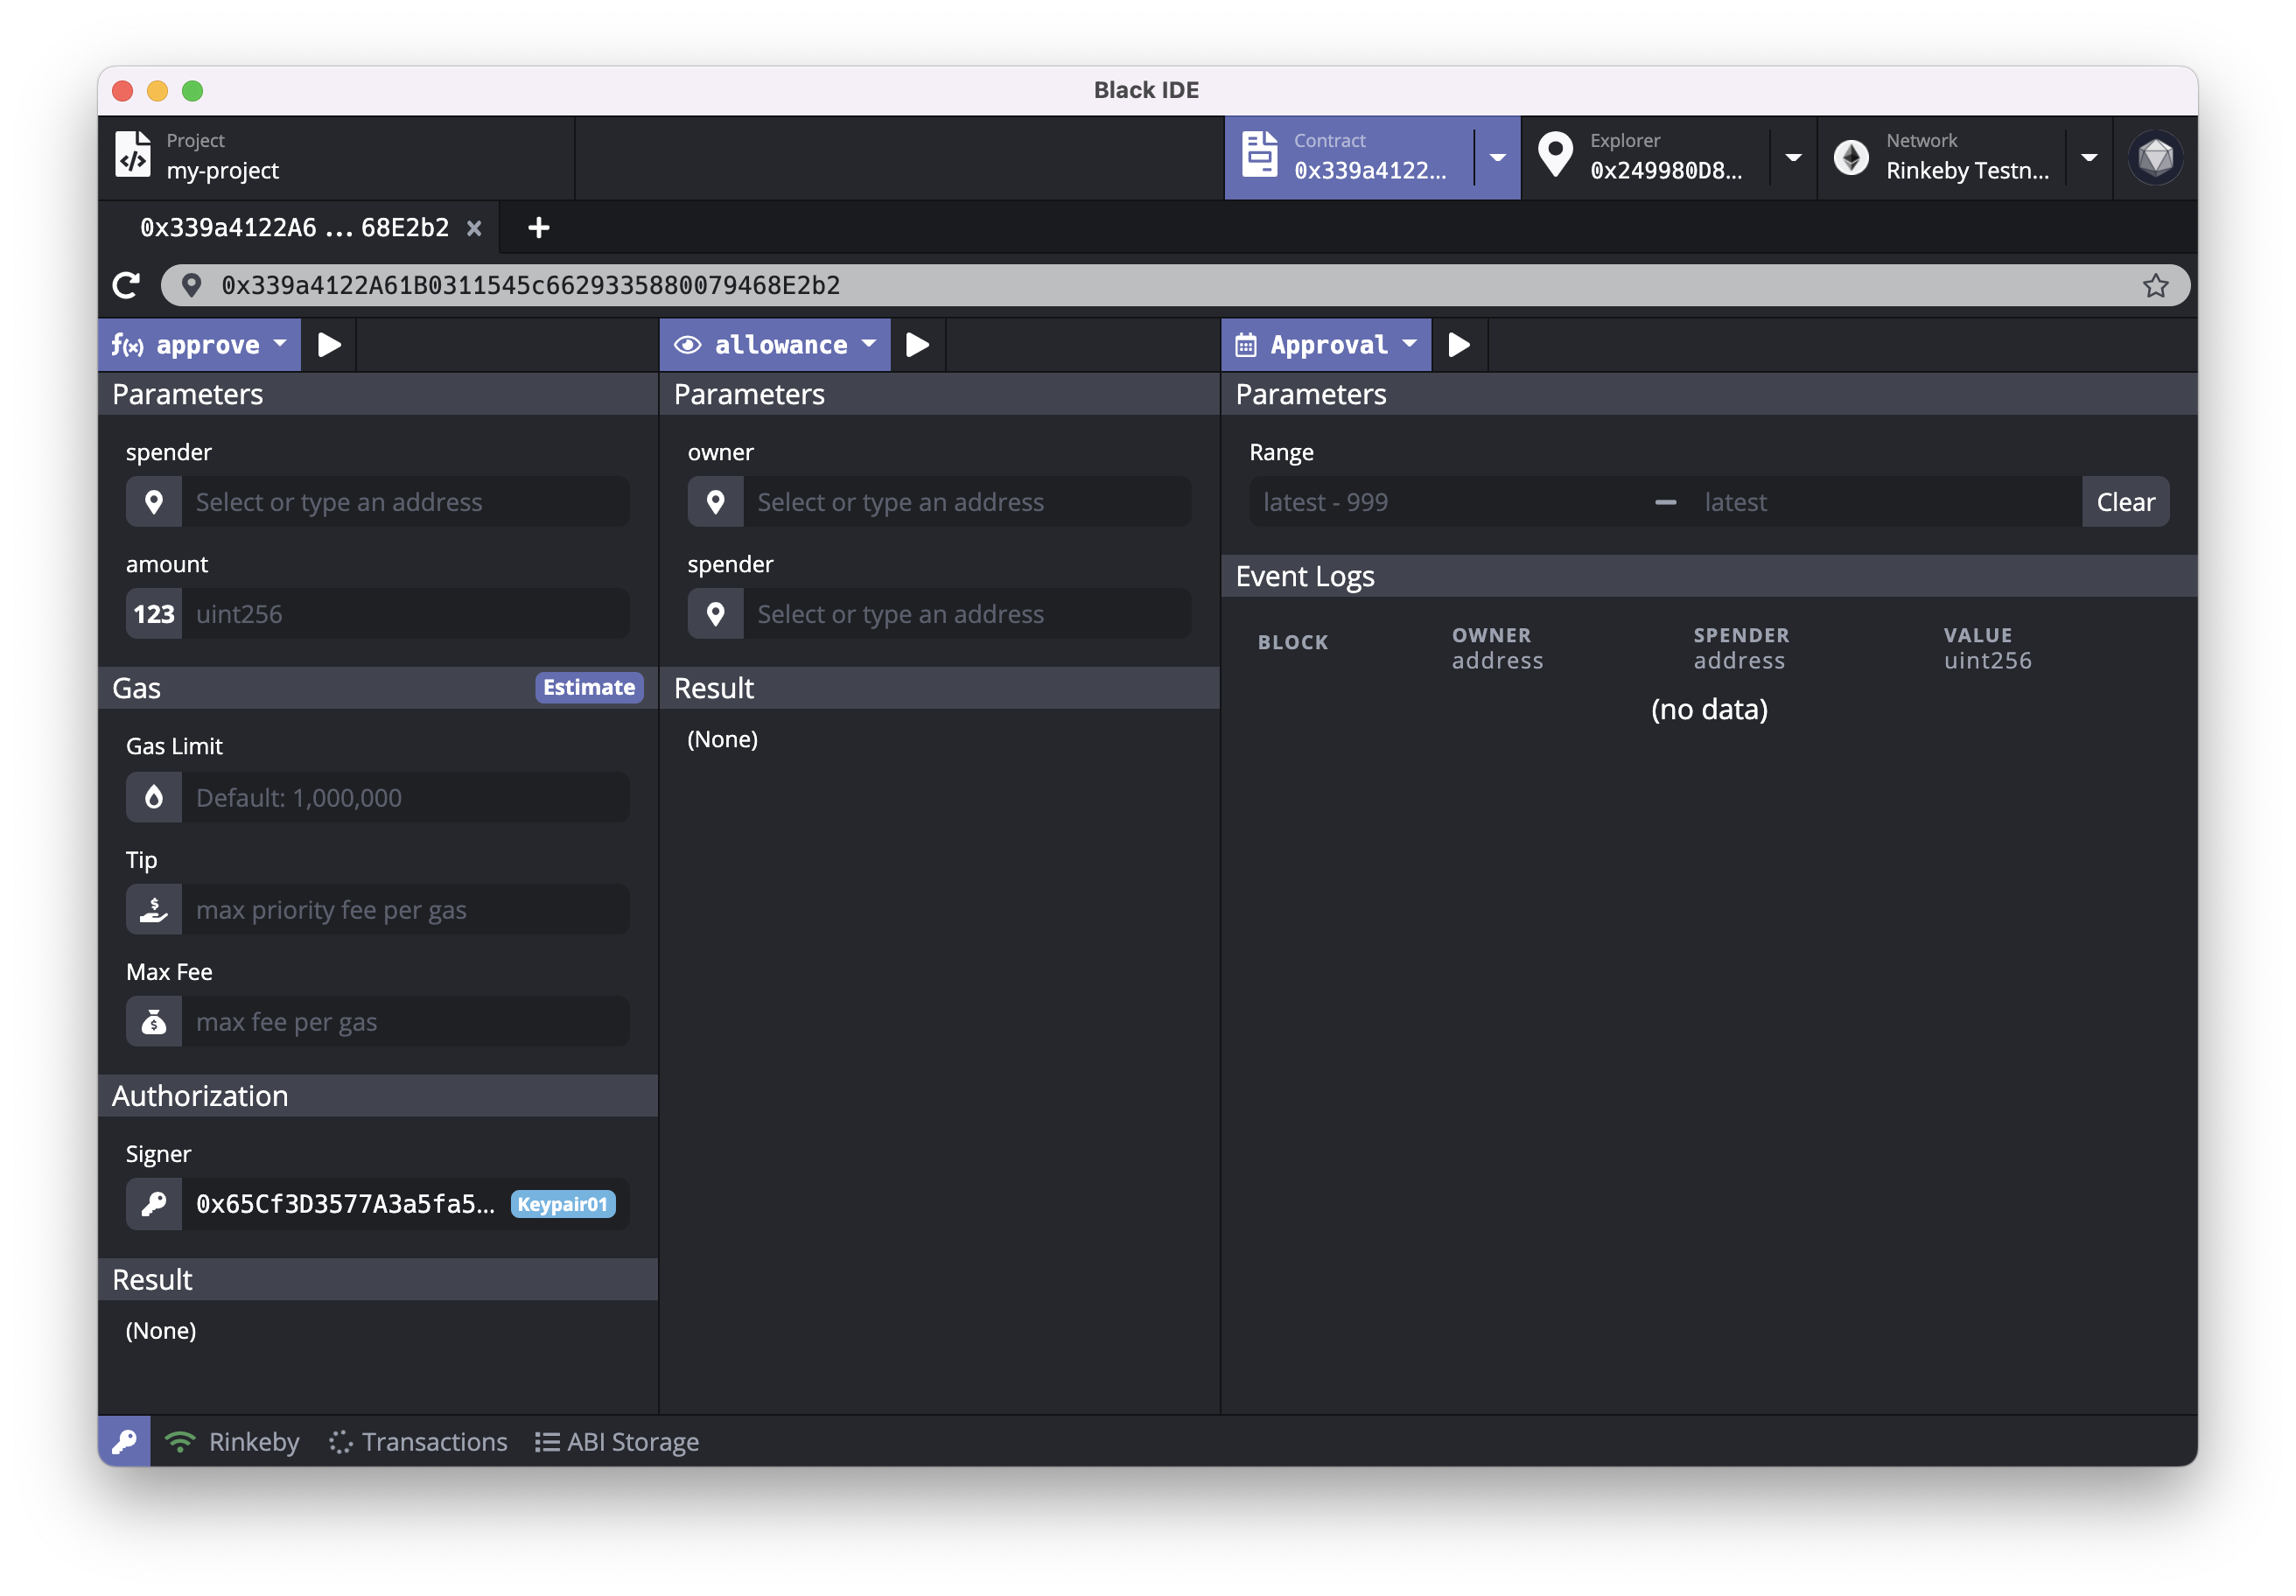 Black IDE
Project
my-project
Contract
0x339a4122...
Explorer
0x249980D8...
Network
Rinkeby Testn...
0x339a4122A6 ... 68E2b2
0x339a4122A61B0311545c6629335880079468E2b2
f(x) approve
allowance
Approval
Parameters
spender
Select or type an address
amount
123 uint256
Gas
Estimate
Gas Limit
Default: 1,000,000
Tip
max priority fee per gas
Max Fee
max fee per gas
Authorization
Signer
0x65Cf3D3577A3a5fa5... Keypair01
Result
(None)
Parameters
owner
Select or type an address
spender
Select or type an address
Result
(None)
Parameters
Range
latest - 999 — latest Clear
Event Logs
BLOCK OWNER SPENDER VALUE
address address uint256
(no data)
Rinkeby Transactions ABI Storage